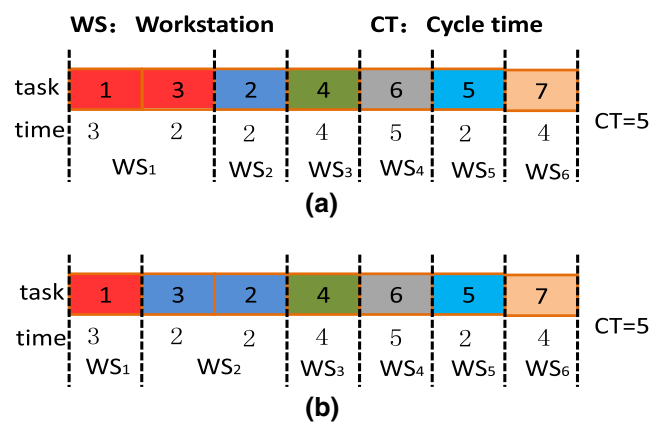 WS： Workstation CT： Cycle time
task 1 3 2 4 6 5 7
time 3 2 2 4 5 2 4 CT=5
WS1 WS2 WS3 WS4 WS5 WS6
(a)
task 1 3 2 4 6 5 7
time 3 2 2 4 5 2 4 CT=5
WS1 WS2 WS3 WS4 WS5 WS6
(b)